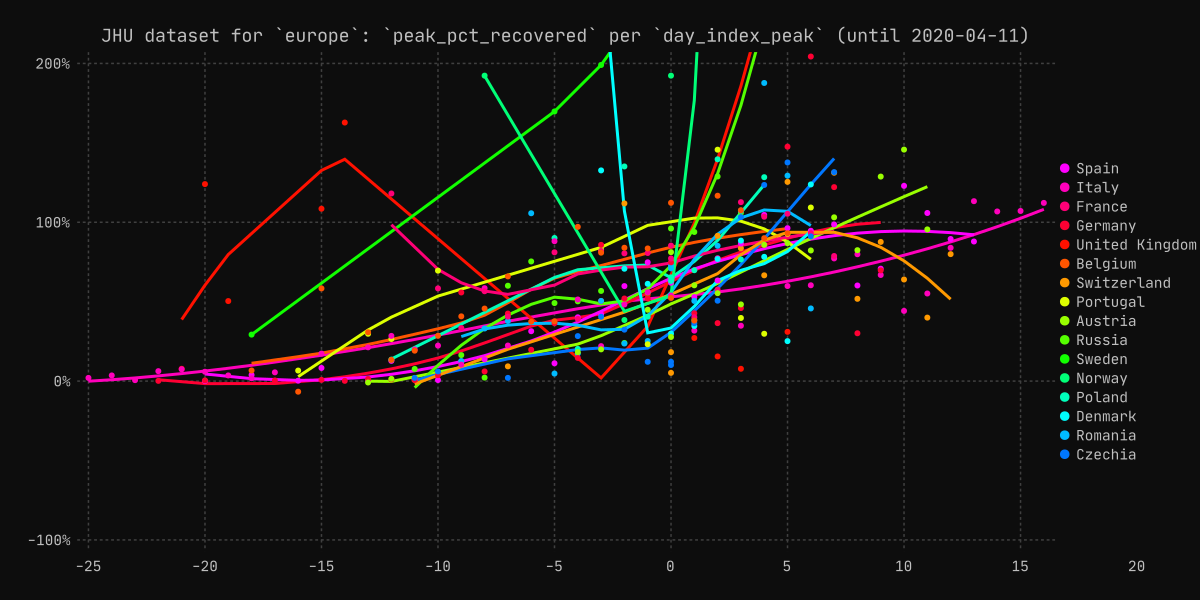 JHU dataset for `europe`: `peak_pct_recovered` per `day_index_peak` (until 2020-04-11)
200%
100%
0%
-100%
-25 -20 -15 -10 -5 0 5 10 15 20
Spain
Italy
France
Germany
United Kingdom
Belgium
Switzerland
Portugal
Austria
Russia
Sweden
Norway
Poland
Denmark
Romania
Czechia